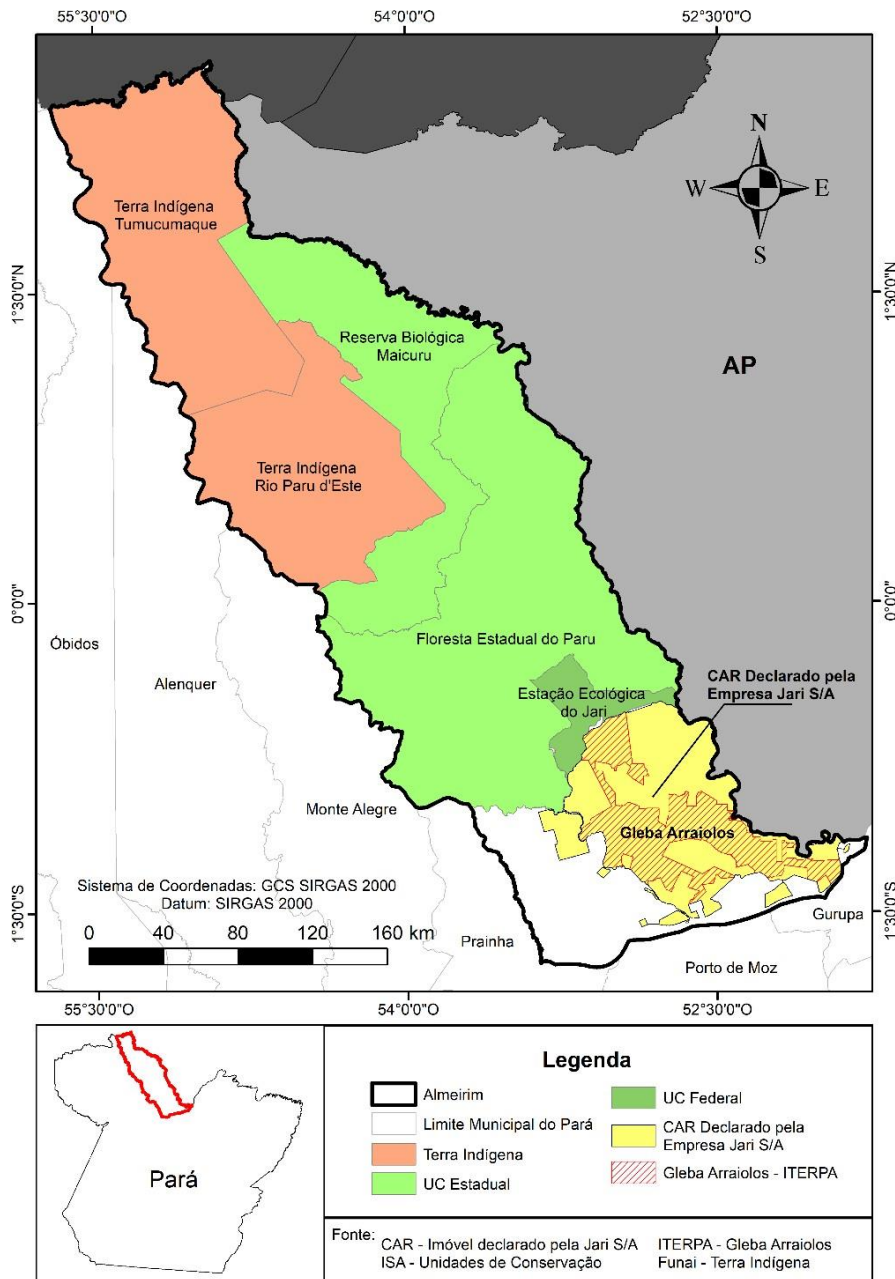 55°30'0"O
54°0'0"O
52°30'0"O
N
W
E
S
Terra Indígena
Tumucumaque
1°30'0"N
1°30'0"N
Reserva Biológica
Maicuru
AP
Terra Indígena
Rio Paru d'Este
0°0'0"
0°0'0"
Óbidos
Floresta Estadual do Paru
Alenquer
CAR Declarado pela
Empresa Jari S/A
Estação Ecológica
do Jari
Monte Alegre
Gleba Arraiolos
Sistema de Coordenadas: GCS SIRGAS 2000
Datum: SIRGAS 2000
1°30'0"S
1°30'0"S
0 40 80 120 160 km
Gurupa
Prainha
Porto de Moz
55°30'0"O
54°0'0"O
52°30'0"O
Pará
Legenda
Almeirim
Limite Municipal do Pará
Terra Indígena
UC Estadual
UC Federal
CAR Declarado pela
Empresa Jari S/A
Gleba Arraiolos - ITERPA
Fonte:
CAR - Imóvel declarado pela Jari S/A
ISA - Unidades de Conservação
ITERPA - Gleba Arraiolos
Funai - Terra Indígena